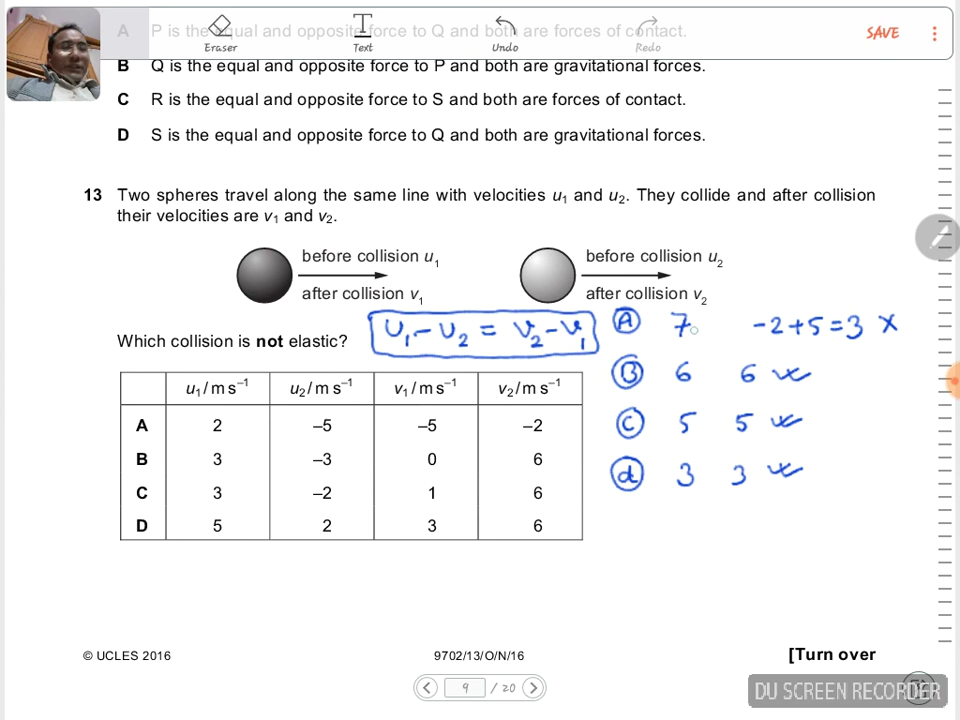 A P is the equal and opposite force to Q and both are forces of contact.
Eraser
Text
Undo
Redo
SAVE
B Q is the equal and opposite force to P and both are gravitational forces.
C R is the equal and opposite force to S and both are forces of contact.
D S is the equal and opposite force to Q and both are gravitational forces.
13 Two spheres travel along the same line with velocities u₁ and u₂. They collide and after collision
their velocities are v₁ and v₂.
before collision u₁
after collision v₁
before collision u₂
after collision v₂
Which collision is not elastic?
U₁ – U₂ = V₂ – V₁
u₁ / m s⁻¹ u₂ / m s⁻¹ v₁ / m s⁻¹ v₂ / m s⁻¹
A 2 –5 –5 –2
B 3 –3 0 6
C 3 –2 1 6
D 5 2 3 6
A 7 -2+5=3 ×
B 6 6 ✓
C 5 5 ✓
d 3 3 ✓
© UCLES 2016
9702/13/O/N/16
[Turn over
9 / 20
DU SCREEN RECORDER